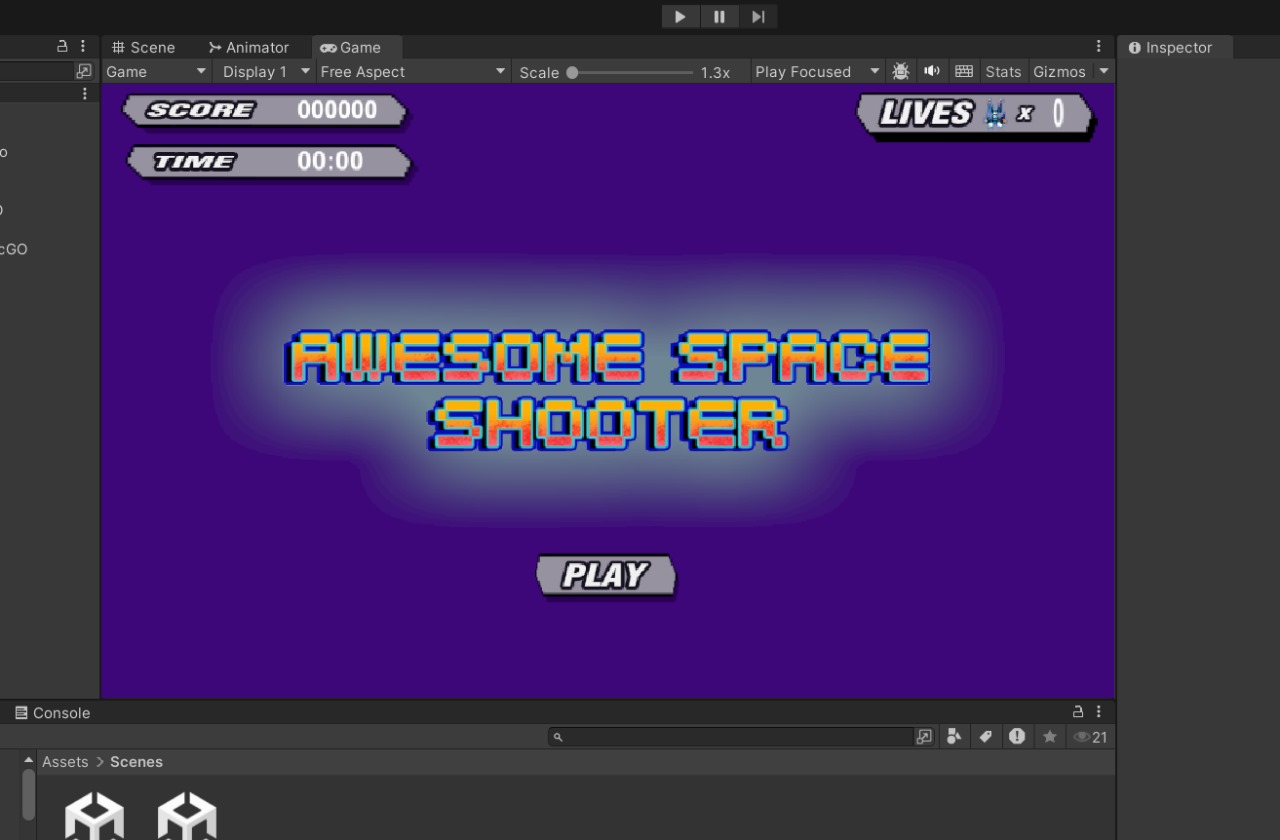 Scene Animator Game Inspector
Game Display 1 Free Aspect Scale 1.3x Play Focused Stats Gizmos
SCORE 000000
LIVES x 0
TIME 00:00
cGO
AWESOME SPACE
SHOOTER
PLAY
Console
21
Assets > Scenes